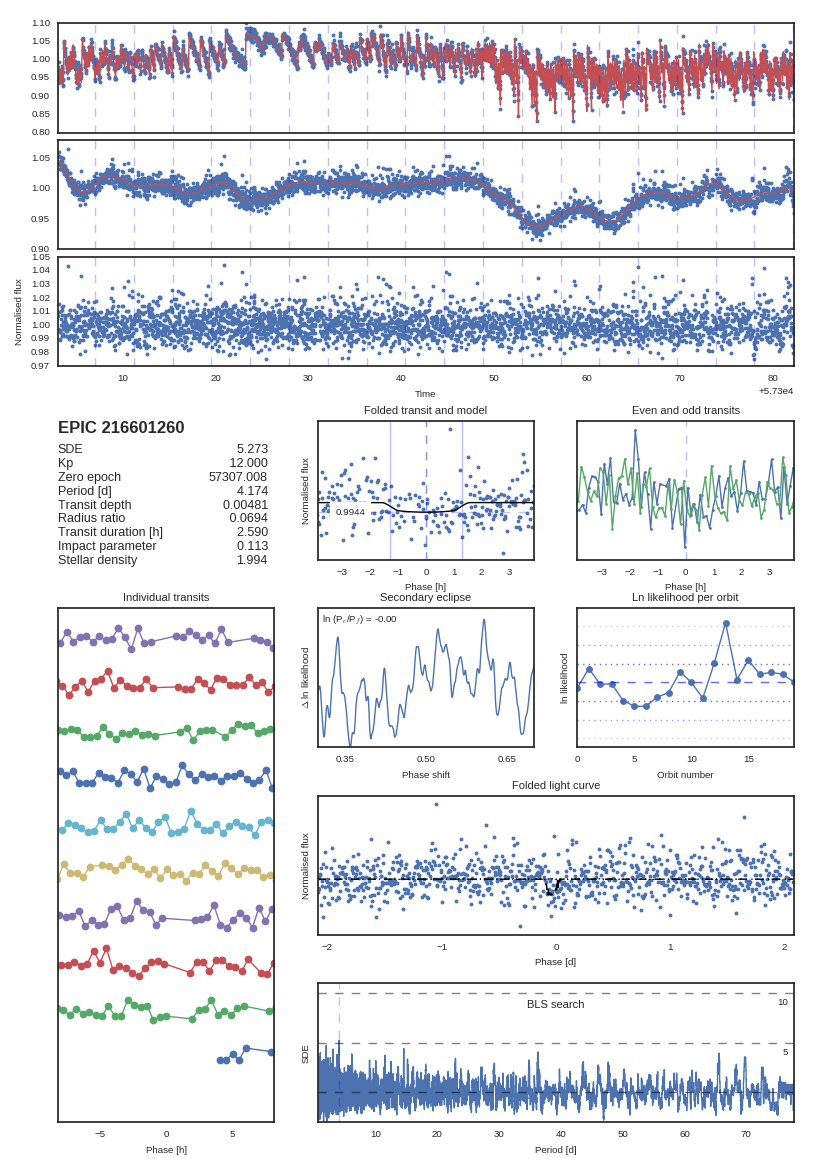 1.10
1.05
1.00
0.95
0.90
0.85
0.80
1.05
1.00
0.95
0.90
1.05
1.04
1.03
1.02
1.01
1.00
0.99
0.98
0.97
Normalised flux
10 20 30 40 50 60 70 80
Time
+5.73e4
EPIC 216601260
SDE 5.273
Kp 12.000
Zero epoch 57307.008
Period [d] 4.174
Transit depth 0.00481
Radius ratio 0.0694
Transit duration [h] 2.590
Impact parameter 0.113
Stellar density 1.994
Folded transit and model
Normalised flux
0.9944
−3 −2 −1 0 1 2 3
Phase [h]
Even and odd transits
−3 −2 −1 0 1 2 3
Phase [h]
Individual transits
−5 0 5
Phase [h]
Secondary eclipse
ln (Pₑ/P𝑓) = -0.00
Δ ln likelihood
0.35 0.50 0.65
Phase shift
Ln likelihood per orbit
ln likelihood
0 5 10 15
Orbit number
Folded light curve
Normalised flux
−2 −1 0 1 2
Phase [d]
BLS search
10
5
SDE
10 20 30 40 50 60 70
Period [d]